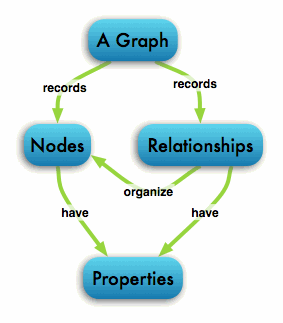 A Graph
records
records
Nodes
Relationships
organize
have
have
Properties